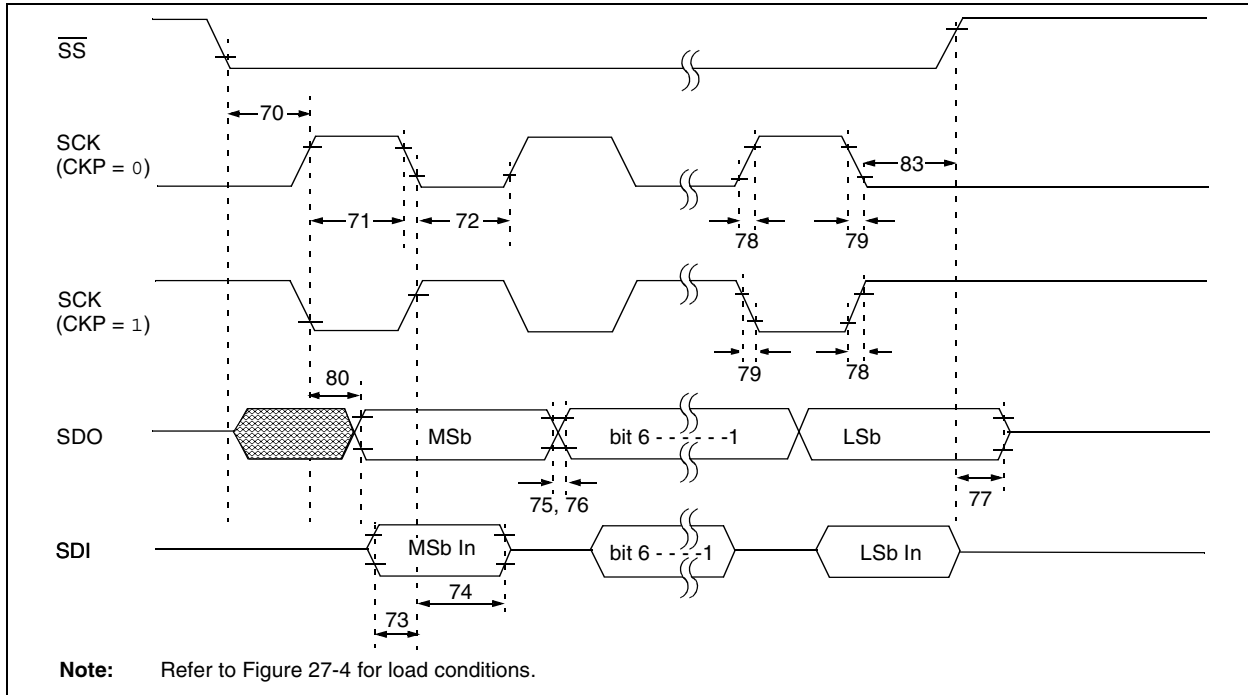 SS
70
SCK
(CKP = 0)
83
71
72
78
79
SCK
(CKP = 1)
79
78
80
SDO
MSb
bit 6 - - - - - -1
LSb
75, 76
77
SDI
MSb In
bit 6 - - - -1
LSb In
74
73
Note: Refer to Figure 27-4 for load conditions.